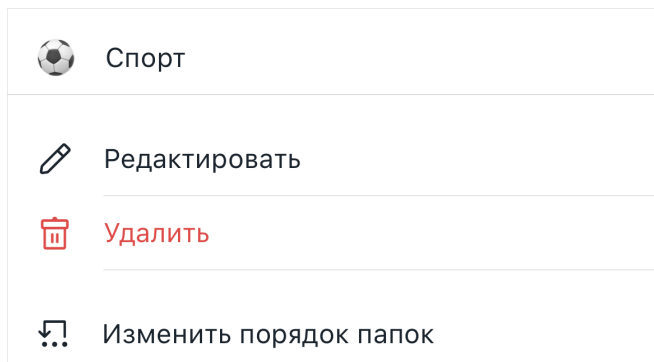 Спорт
Редактировать
Удалить
Изменить порядок папок